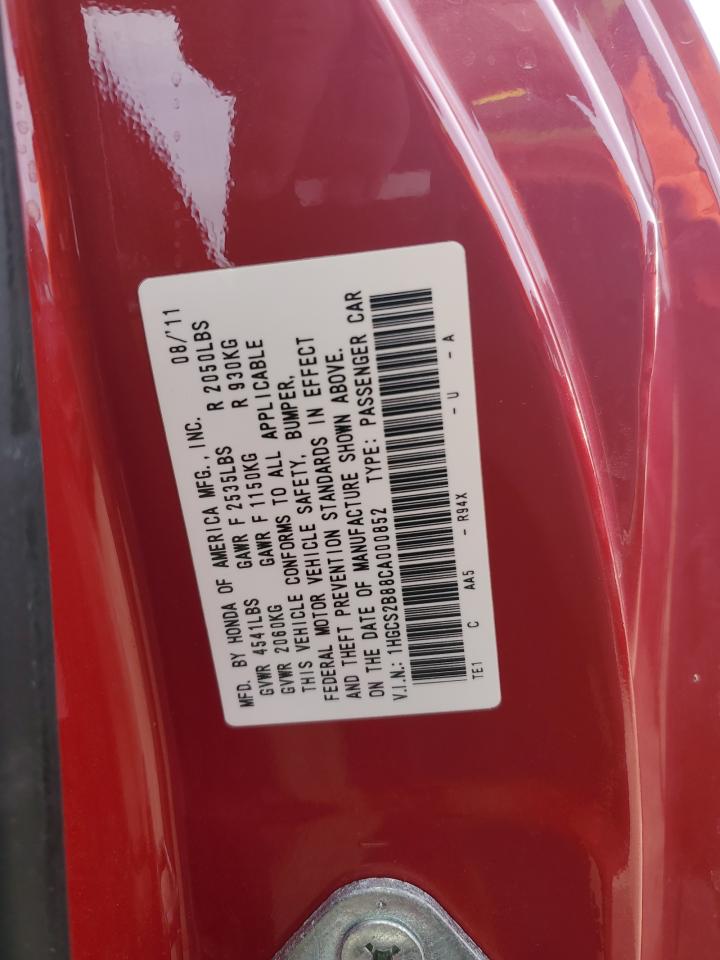 MFD. BY HONDA OF AMERICA MFG., INC. 08/'11
GVWR 4541LBS GAWR F 2535LBS R 2050LBS
GVWR 2060KG GAWR F 1150KG R 930KG
THIS VEHICLE CONFORMS TO ALL APPLICABLE
FEDERAL MOTOR VEHICLE SAFETY, BUMPER,
AND THEFT PREVENTION STANDARDS IN EFFECT
ON THE DATE OF MANUFACTURE SHOWN ABOVE.
V.I.N.: 1HGCS2B88CA000852 TYPE: PASSENGER CAR
TE1 C AA5 - R94X - U - A